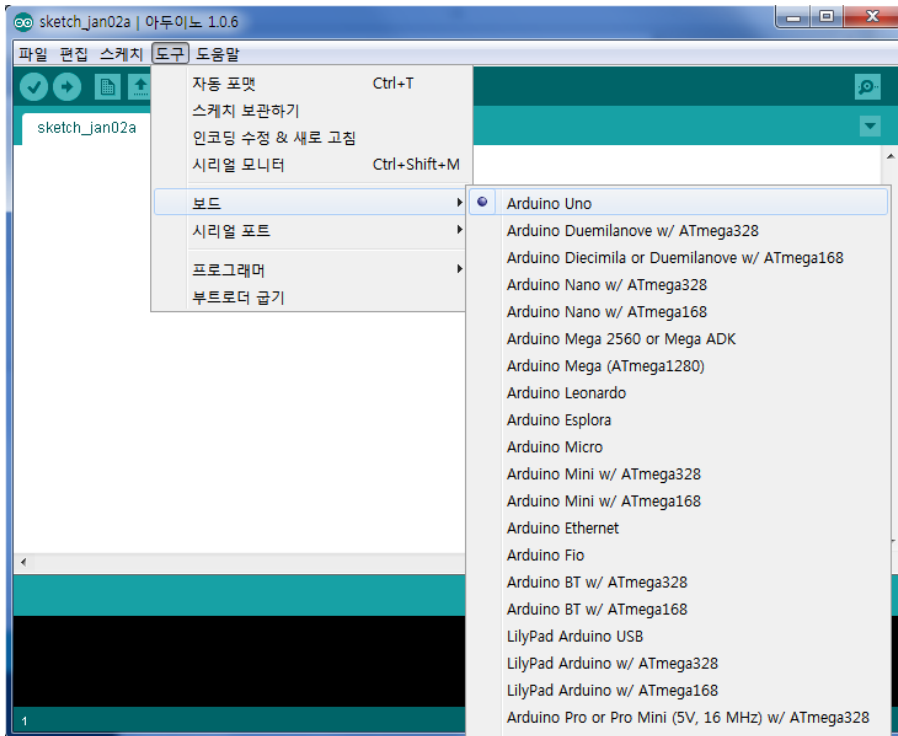 sketch_jan02a | 아두이노 1.0.6
파일 편집 스케치 도구 도움말
자동 포맷 Ctrl+T
스케치 보관하기
인코딩 수정 & 새로 고침
시리얼 모니터 Ctrl+Shift+M
보드
시리얼 포트
프로그래머
부트로더 굽기
sketch_jan02a
Arduino Uno
Arduino Duemilanove w/ ATmega328
Arduino Diecimila or Duemilanove w/ ATmega168
Arduino Nano w/ ATmega328
Arduino Nano w/ ATmega168
Arduino Mega 2560 or Mega ADK
Arduino Mega (ATmega1280)
Arduino Leonardo
Arduino Esplora
Arduino Micro
Arduino Mini w/ ATmega328
Arduino Mini w/ ATmega168
Arduino Ethernet
Arduino Fio
Arduino BT w/ ATmega328
Arduino BT w/ ATmega168
LilyPad Arduino USB
LilyPad Arduino w/ ATmega328
LilyPad Arduino w/ ATmega168
Arduino Pro or Pro Mini (5V, 16 MHz) w/ ATmega328
1